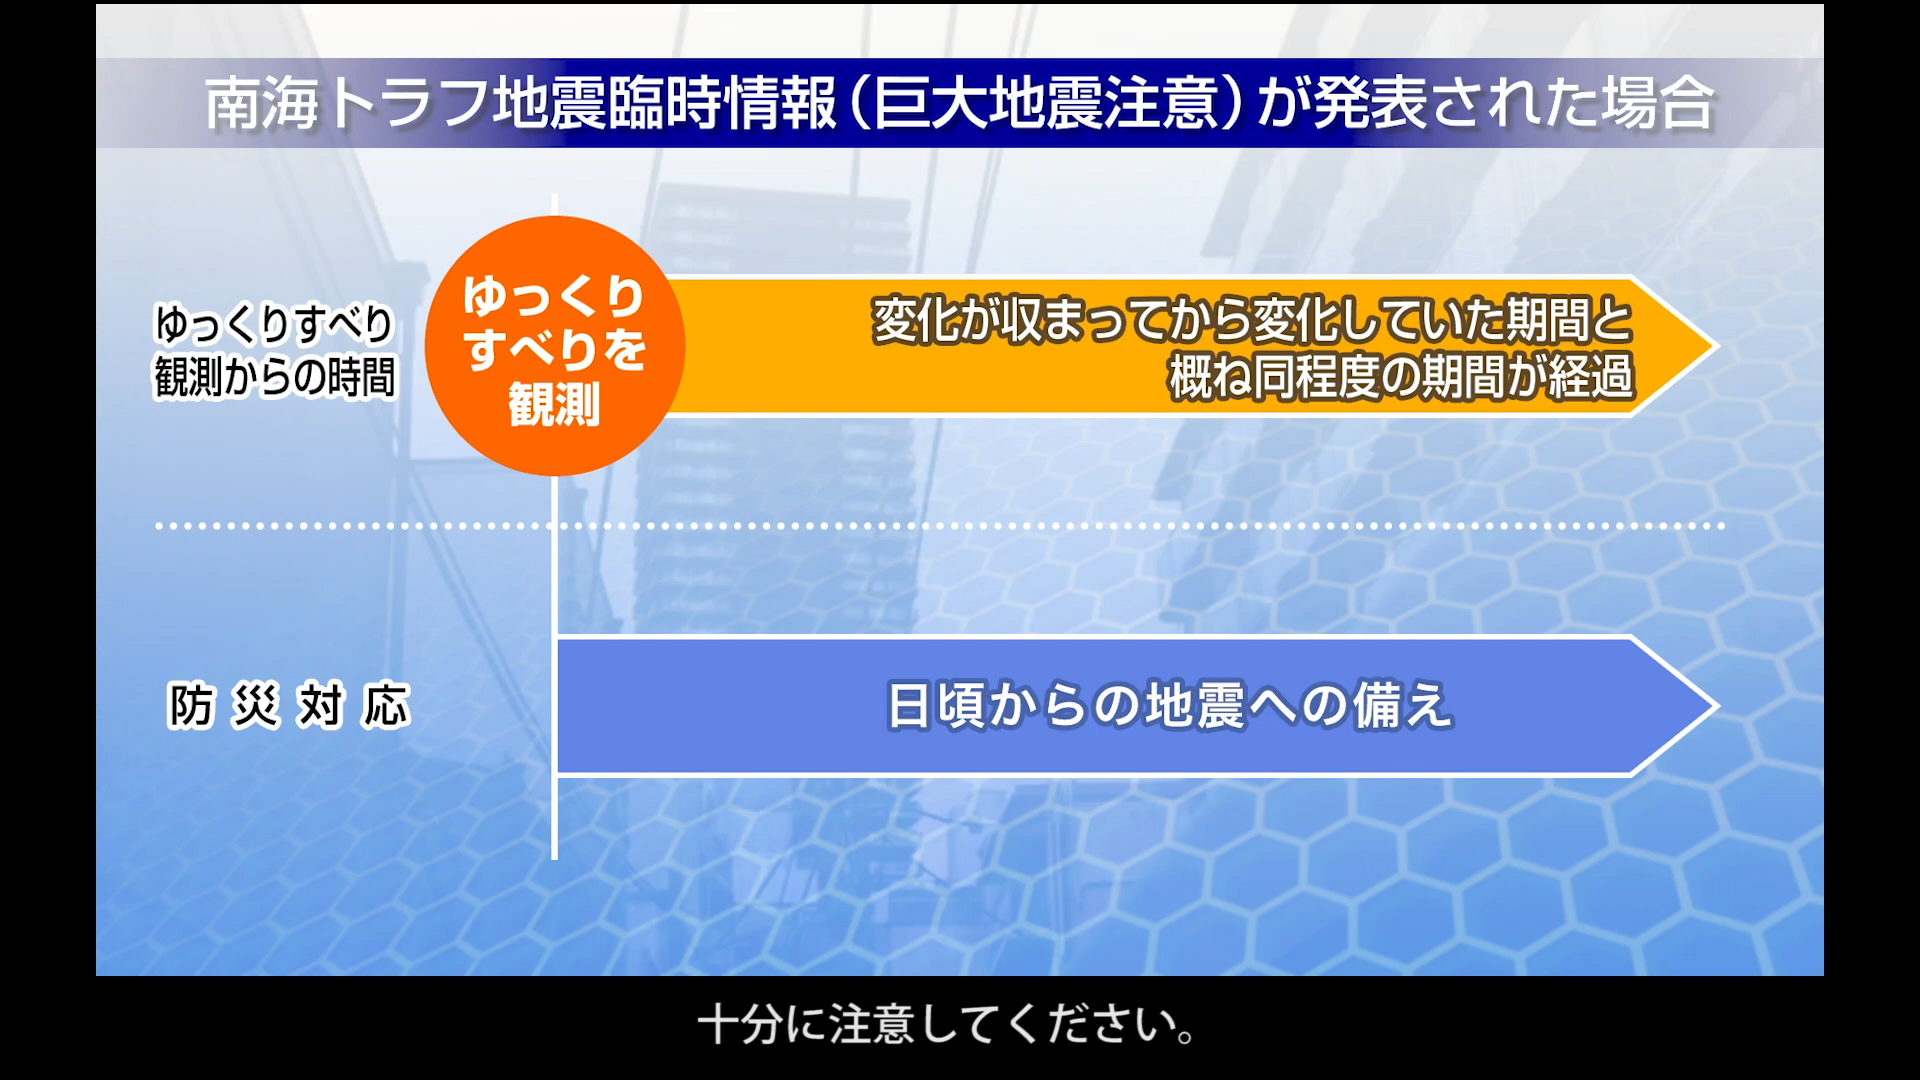 南海トラフ地震臨時情報(巨大地震注意)が発表された場合
ゆっくりすべり
観測からの時間
ゆっくり
すべりを
観測
変化が収まってから変化していた期間と
概ね同程度の期間が経過
防災対応
日頃からの地震への備え
十分に注意してください。